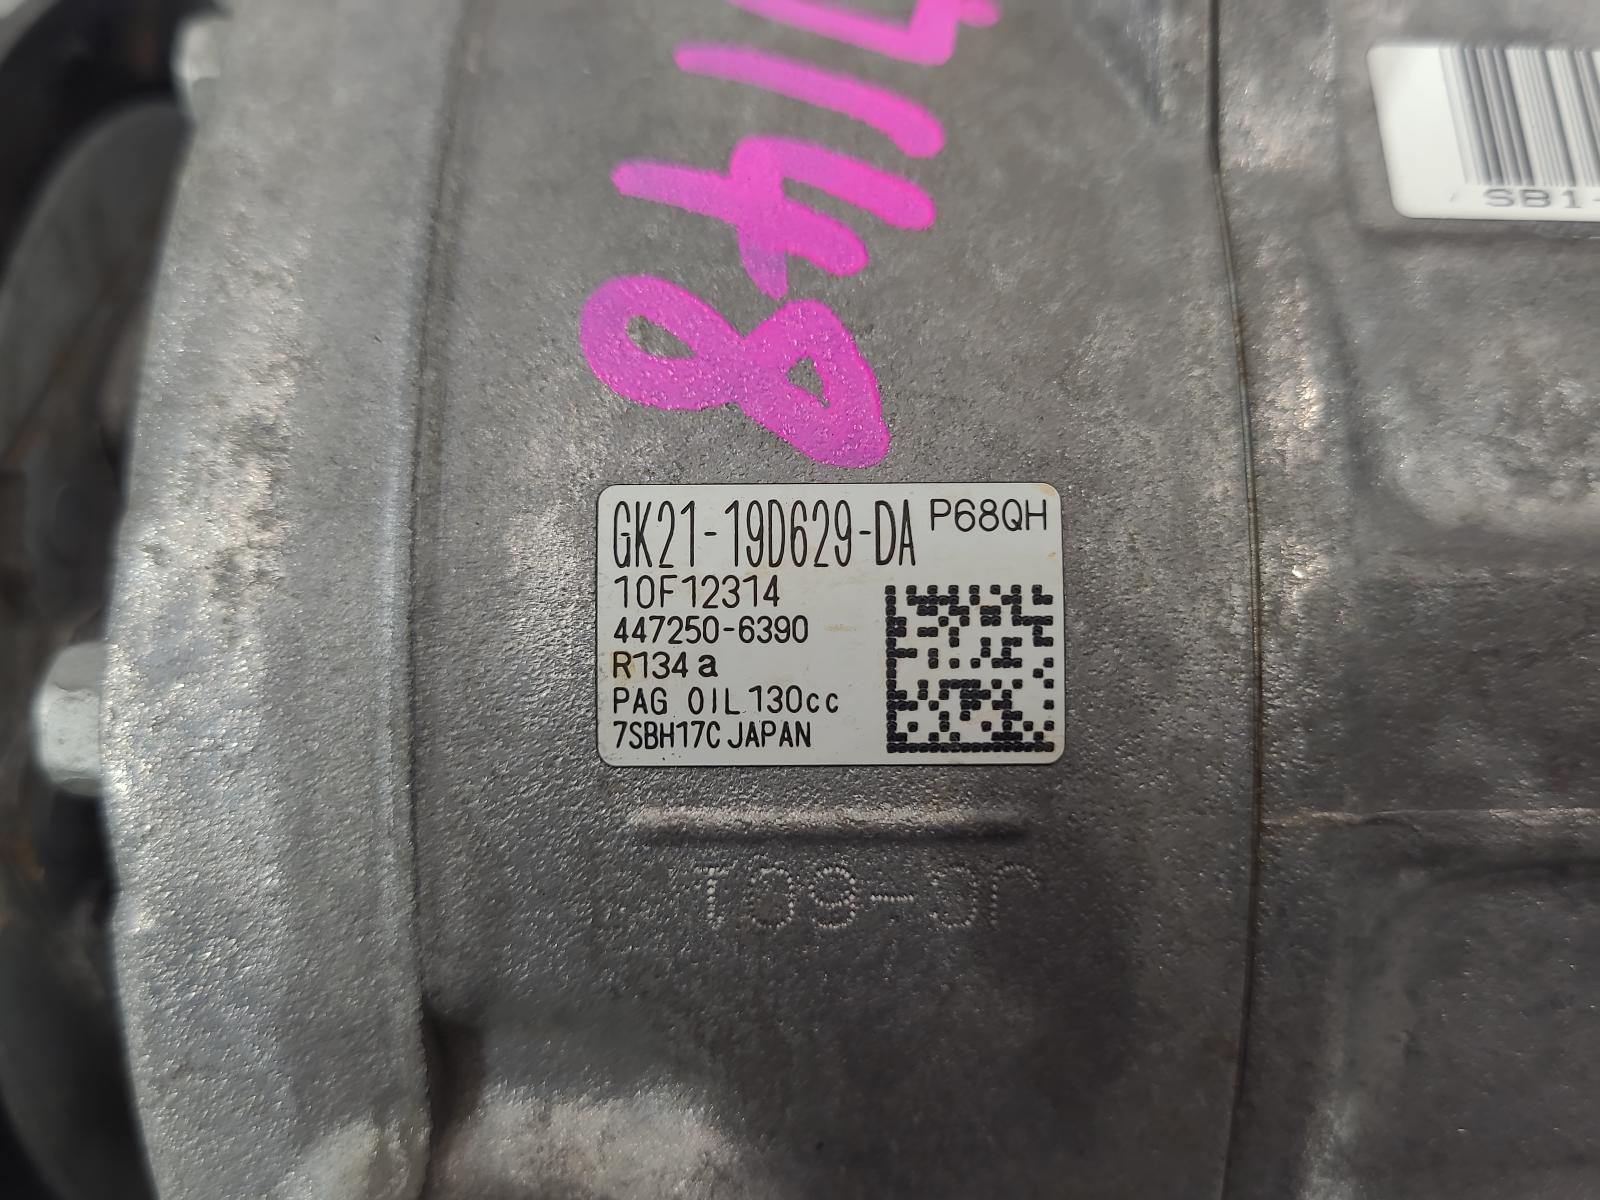 SB1-
GK21-19D629-DA P68QH
10F12314
447250-6390
R134a
PAG OIL 130cc
7SBH17C JAPAN